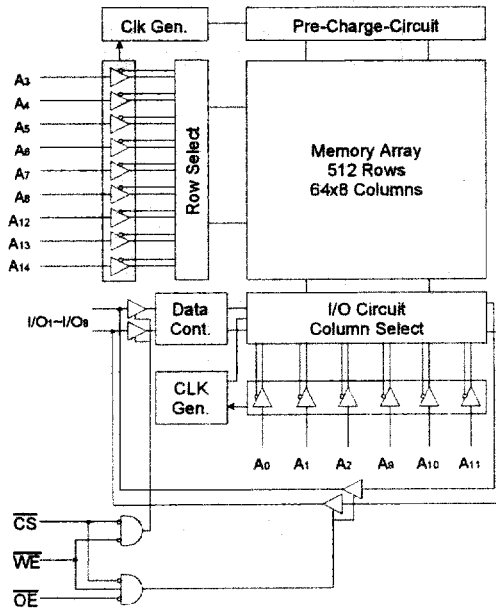 Clk Gen.
Pre-Charge-Circuit
A3
A4
A5
A6
A7
A8
A12
A13
A14
Row Select
Memory Array
512 Rows
64x8 Columns
I/O1~I/O8
Data
Cont.
I/O Circuit
Column Select
CLK
Gen.
A0
A1
A2
A9
A10
A11
CS
WE
OE